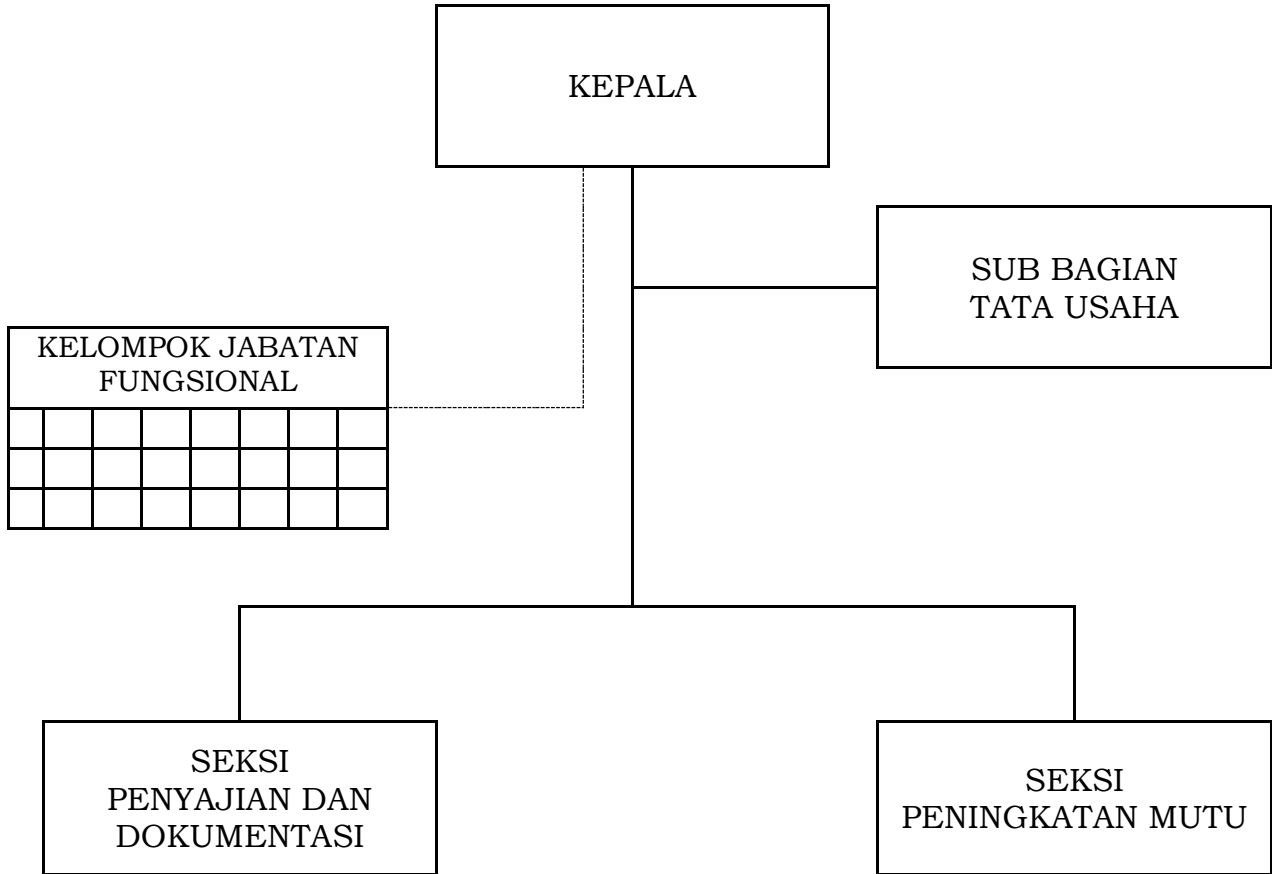 KEPALA
SUB BAGIAN
TATA USAHA
KELOMPOK JABATAN
FUNGSIONAL
SEKSI
PENYAJIAN DAN
DOKUMENTASI
SEKSI
PENINGKATAN MUTU